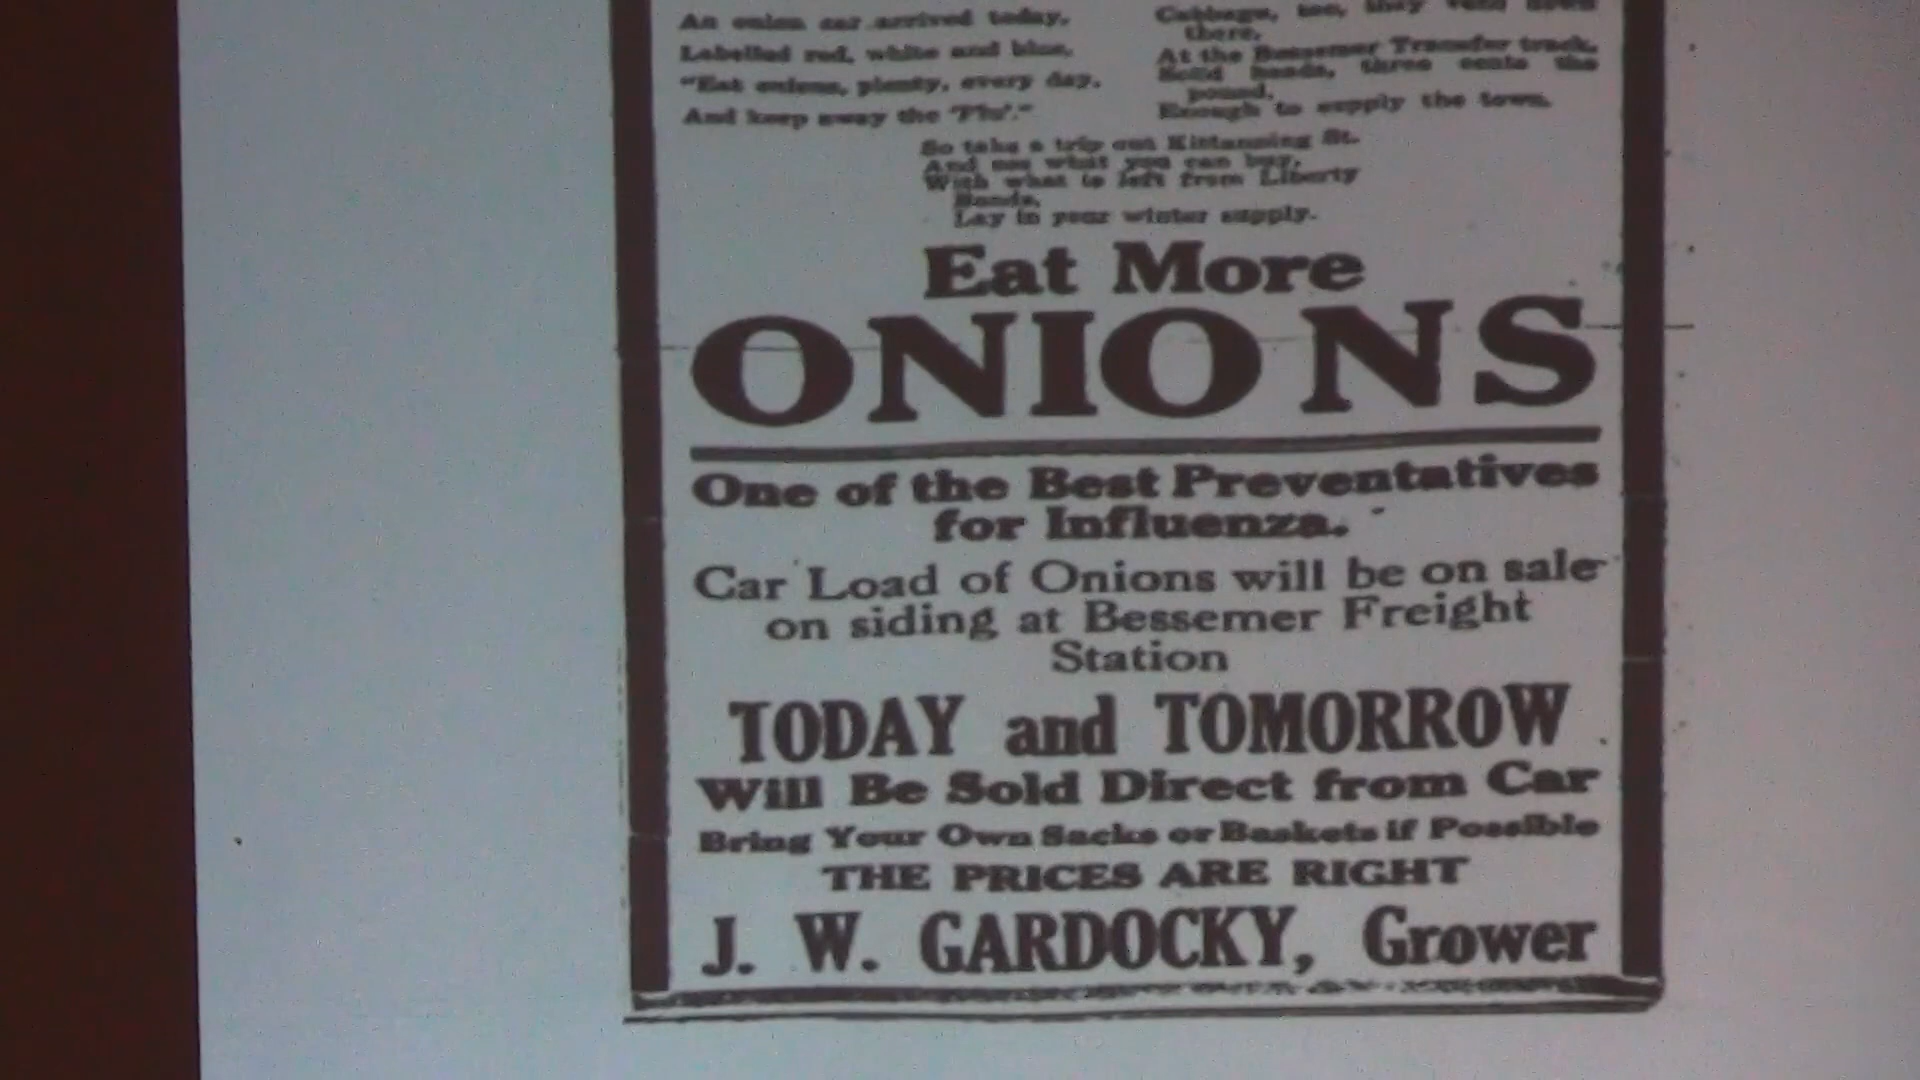 An onion car arrived today,
Labelled red, white and blue,
"Eat onions, plenty, every day,
And keep away the 'Flu'."
Cabbage, too, they vend down
there,
At the Bessemer Transfer track,
Solid heads, three cents the
pound,
Enough to supply the town.
So take a trip out Kittanning St.
And see what you can buy,
With what is left from Liberty
Bonds,
Lay in your winter supply.
Eat More
ONIONS
One of the Best Preventatives
for Influenza.
Car Load of Onions will be on sale
on siding at Bessemer Freight
Station
TODAY and TOMORROW
Will Be Sold Direct from Car
Bring Your Own Sacks or Baskets if Possible
THE PRICES ARE RIGHT
J. W. GARDOCKY, Grower